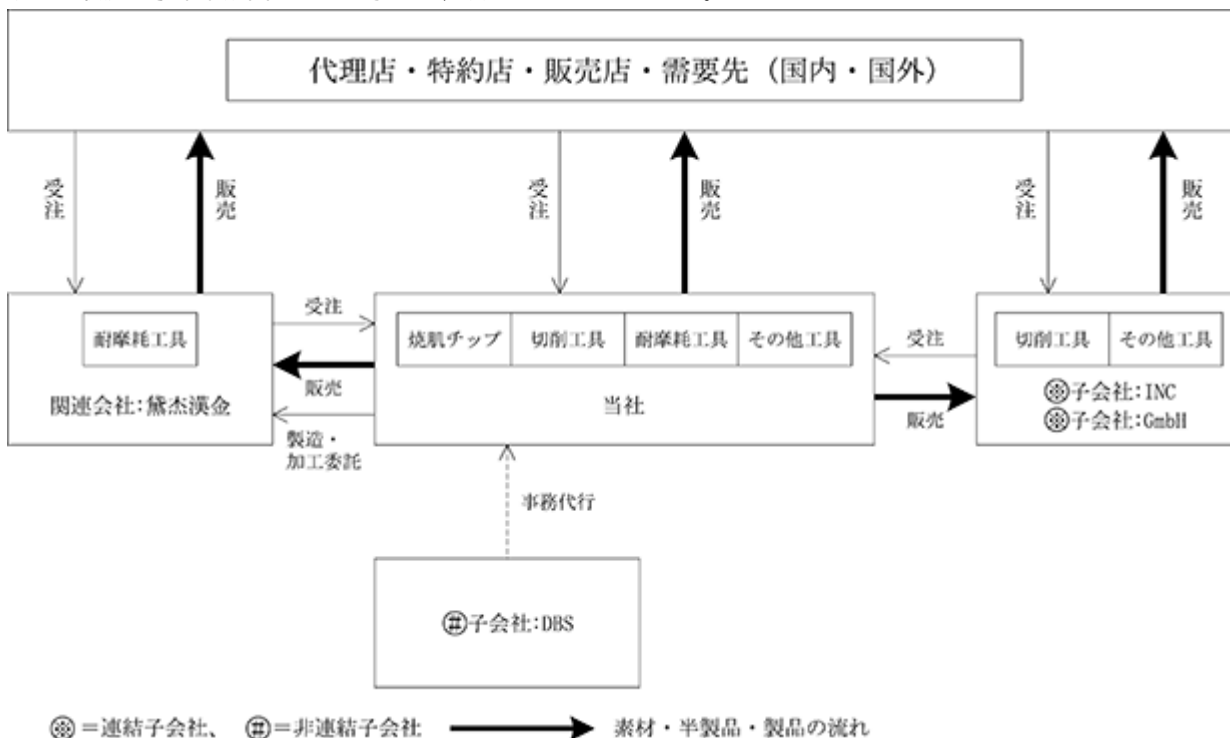 代理店・特約店・販売店・需要先（国内・国外）
受注
販売
受注
販売
受注
販売
耐摩耗工具
関連会社：黛杰漢金
受注
販売
製造・
加工委託
焼肌チップ
切削工具
耐摩耗工具
その他工具
当社
受注
販売
切削工具
その他工具
※子会社：INC
※子会社：GmbH
事務代行
＃子会社：DBS
※＝連結子会社、 ＃＝非連結子会社 素材・半製品・製品の流れ